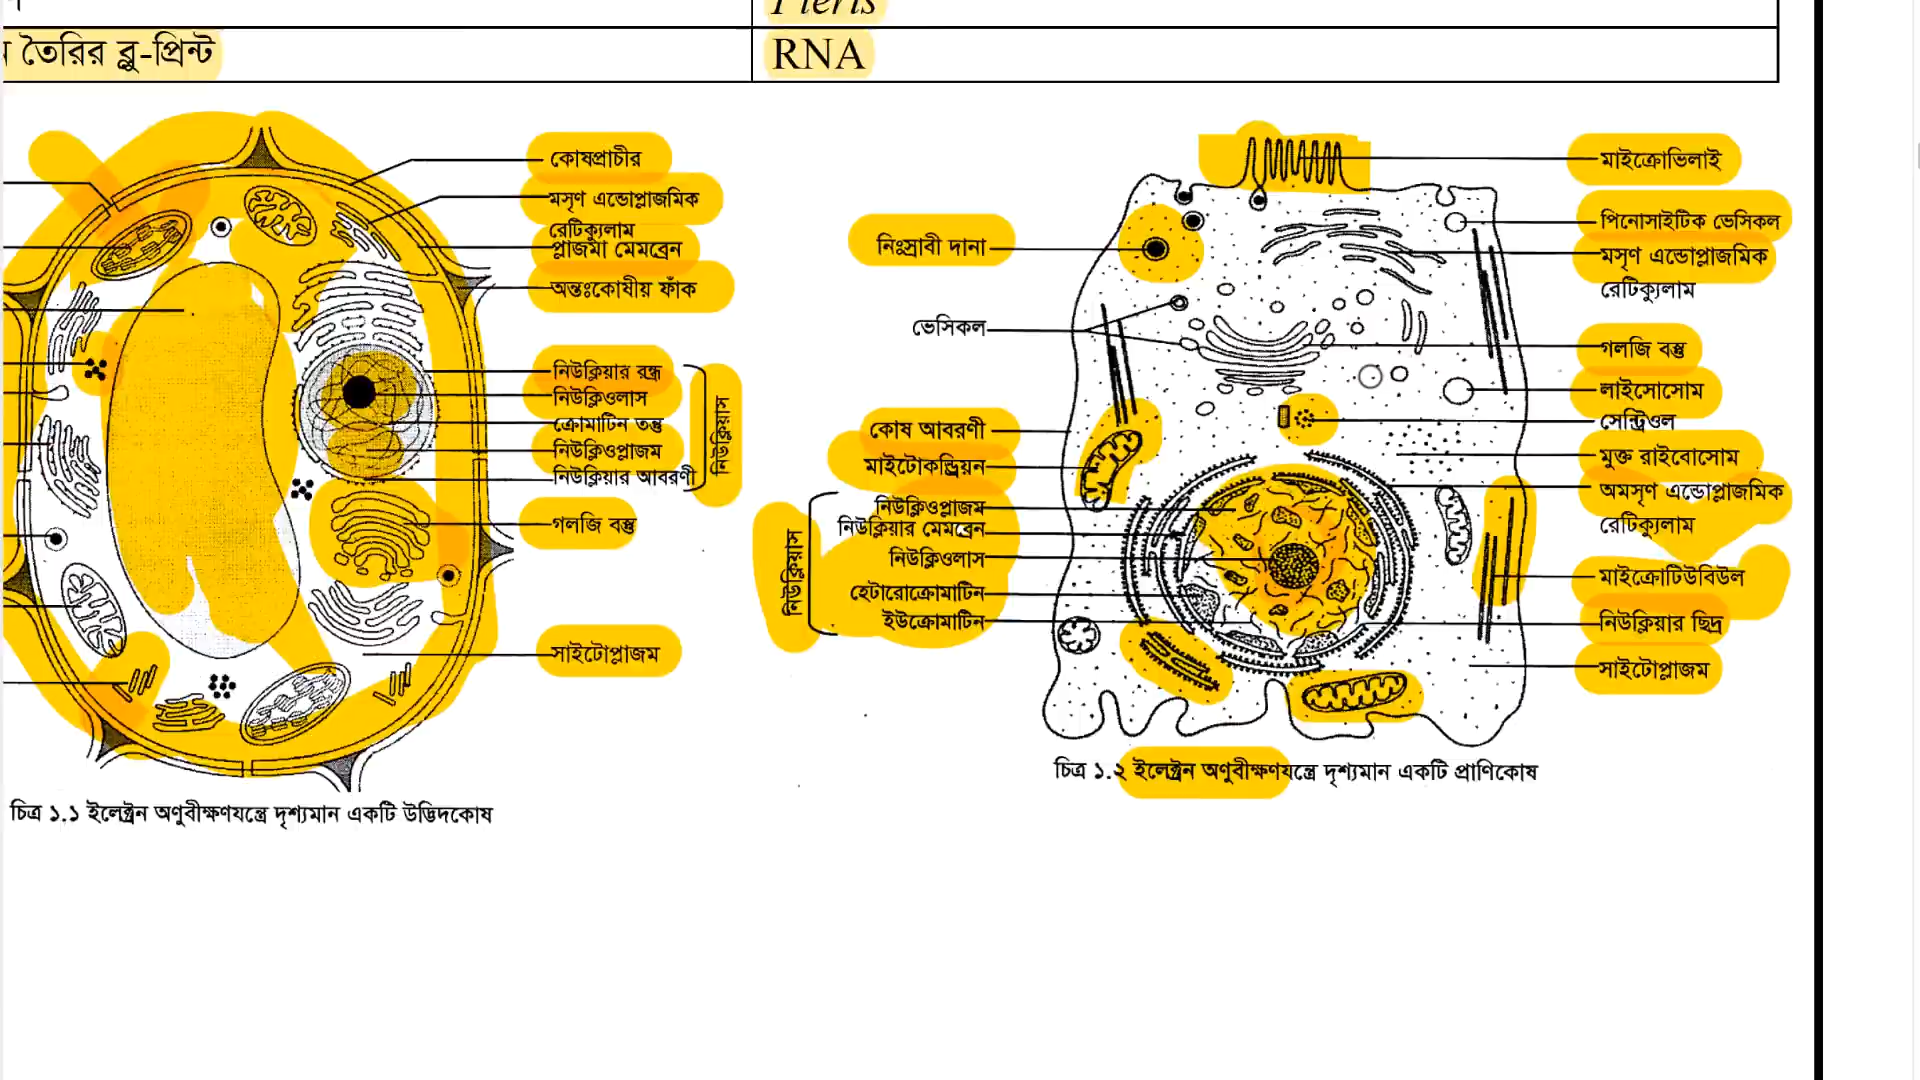 Pieris
তৈরির ব্লু-প্রিন্ট
RNA
কোষপ্রাচীর
মসৃণ এন্ডোপ্লাজমিক
রেটিক্যুলাম
প্লাজমা মেমব্রেন
অন্তঃকোষীয় ফাঁক
নিউক্লিয়ার রন্ধ্র
নিউক্লিওলাস
ক্রোমাটিন তন্তু
নিউক্লিওপ্লাজম
নিউক্লিয়ার আবরণী
নিউক্লিয়াস
গলজি বস্তু
সাইটোপ্লাজম
চিত্র ১.১ ইলেক্ট্রন অণুবীক্ষণযন্ত্রে দৃশ্যমান একটি উদ্ভিদকোষ
নিঃস্রাবী দানা
ভেসিকল
কোষ আবরণী
মাইটোকন্ড্রিয়ন
নিউক্লিওপ্লাজম
নিউক্লিয়ার মেমব্রেন
নিউক্লিওলাস
হেটারোক্রোমাটিন
ইউক্রোমাটিন
নিউক্লিয়াস
মাইক্রোভিলাই
পিনোসাইটিক ভেসিকল
মসৃণ এন্ডোপ্লাজমিক
রেটিক্যুলাম
গলজি বস্তু
লাইসোসোম
সেন্ট্রিওল
মুক্ত রাইবোসোম
অমসৃণ এন্ডোপ্লাজমিক
রেটিক্যুলাম
মাইক্রোটিউবিউল
নিউক্লিয়ার ছিদ্র
সাইটোপ্লাজম
চিত্র ১.২ ইলেক্ট্রন অণুবীক্ষণযন্ত্রে দৃশ্যমান একটি প্রাণিকোষ